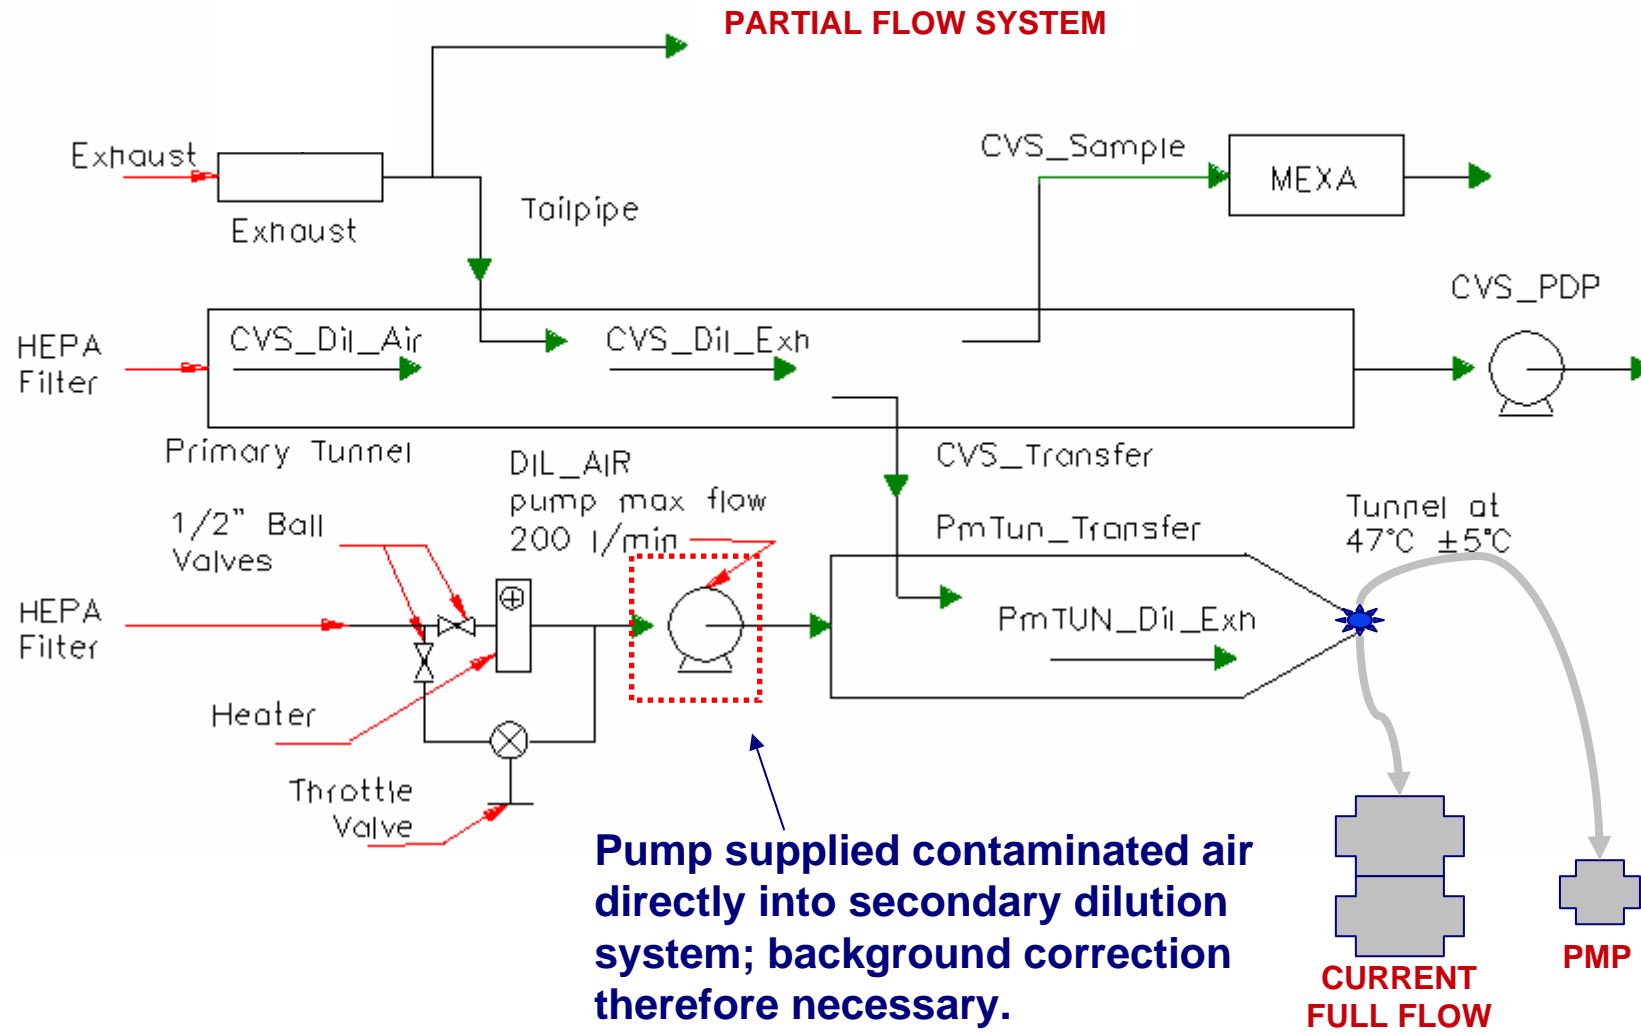 PARTIAL FLOW SYSTEM
Exhaust
Exhaust
Tailpipe
CVS_Sample
MEXA
CVS_PDP
HEPA
Filter
CVS_Dil_Air
CVS_Dil_Exh
Primary Tunnel
CVS_Transfer
DIL_AIR
pump max flow
200 l/min
1/2" Ball
Valves
PmTun_Transfer
Tunnel at
47°C ±5°C
HEPA
Filter
PmTUN_Dil_Exh
Heater
Throttle
Valve
Pump supplied contaminated air
directly into secondary dilution
system; background correction
therefore necessary.
CURRENT
FULL FLOW
PMP